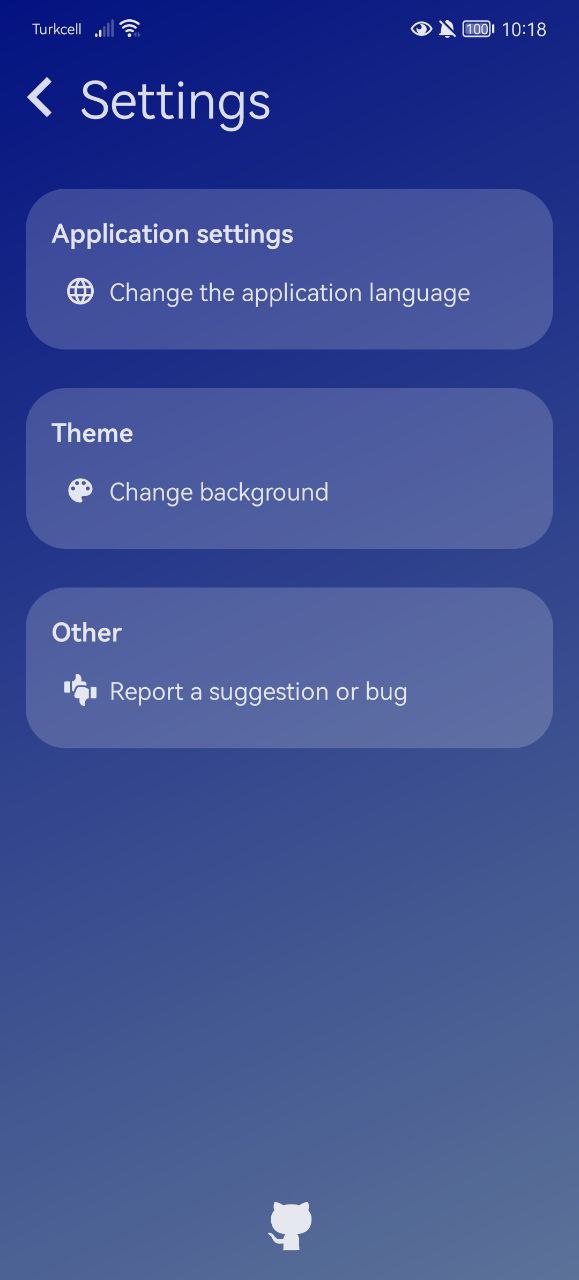 Turkcell 100 10:18
Settings
Application settings
Change the application language
Theme
Change background
Other
Report a suggestion or bug